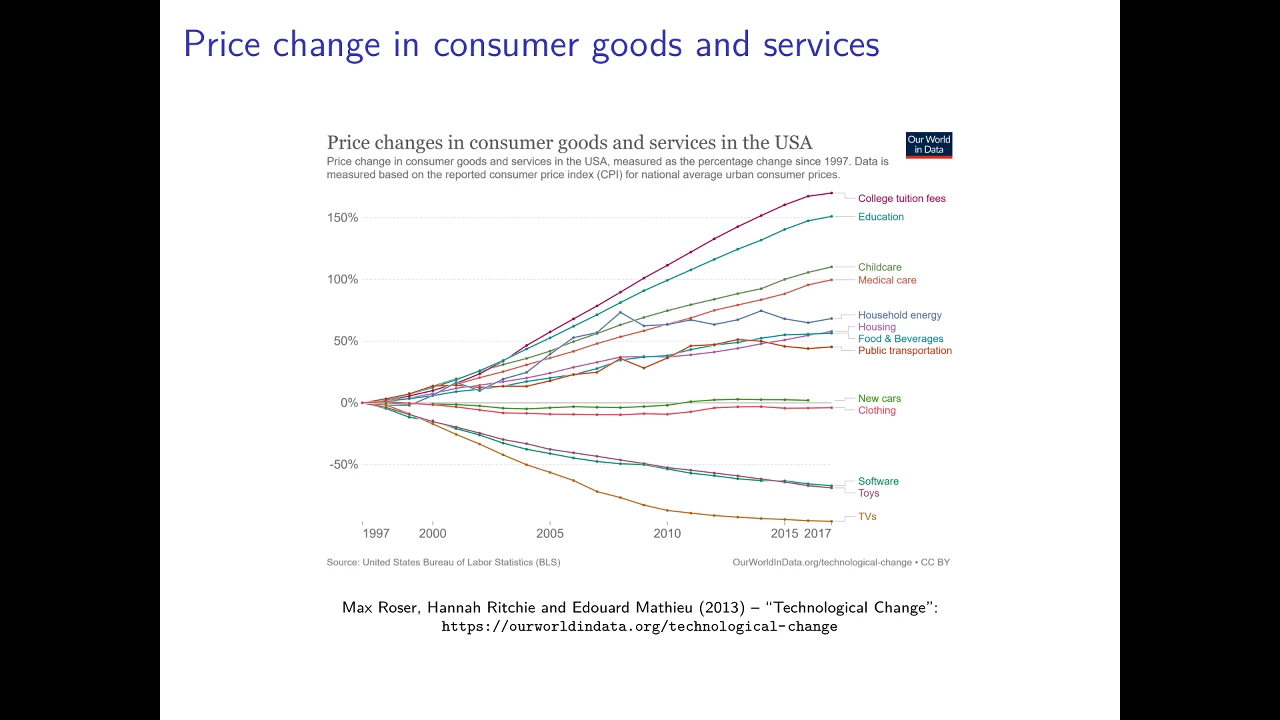 Price change in consumer goods and services
Price changes in consumer goods and services in the USA
Our World
in Data
Price change in consumer goods and services in the USA, measured as the percentage change since 1997. Data is
measured based on the reported consumer price index (CPI) for national average urban consumer prices.
150%
100%
50%
0%
-50%
College tuition fees
Education
Childcare
Medical care
Household energy
Housing
Food & Beverages
Public transportation
New cars
Clothing
Software
Toys
TVs
1997 2000 2005 2010 2015 2017
Source: United States Bureau of Labor Statistics (BLS)
OurWorldInData.org/technological-change • CC BY
Max Roser, Hannah Ritchie and Edouard Mathieu (2013) – “Technological Change”:
https://ourworldindata.org/technological-change